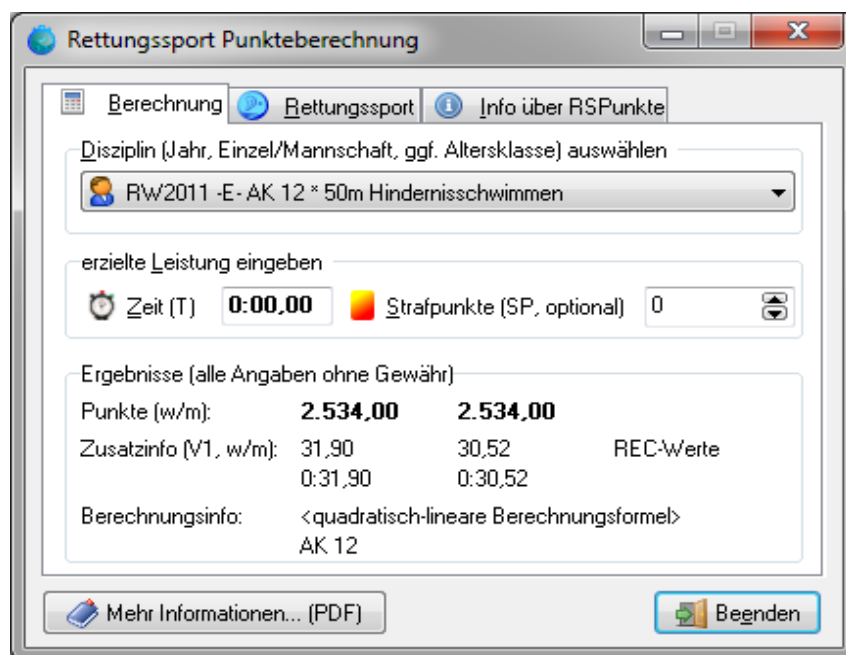 Rettungssport Punkteberechnung
Berechnung Rettungssport Info über RSPunkte
Disziplin (Jahr, Einzel/Mannschaft, ggf. Altersklasse) auswählen
RW2011 -E- AK 12 * 50m Hindernisschwimmen
erzielte Leistung eingeben
Zeit (T) 0:00,00 Strafpunkte (SP, optional) 0
Ergebnisse (alle Angaben ohne Gewähr)
Punkte (w/m): 2.534,00 2.534,00
Zusatzinfo (V1, w/m): 31,90 30,52 REC-Werte
0:31,90 0:30,52
Berechnungsinfo: <quadratisch-lineare Berechnungsformel>
AK 12
Mehr Informationen... (PDF) Beenden